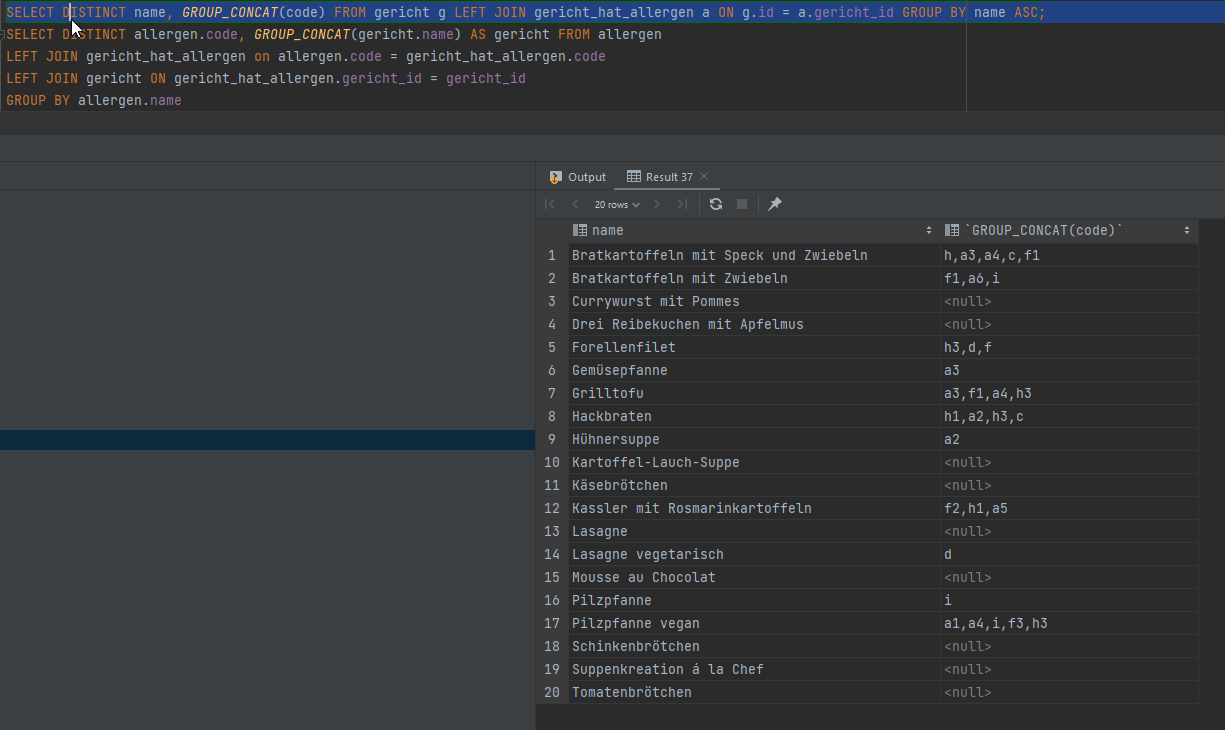 SELECT DISTINCT name, GROUP_CONCAT(code) FROM gericht g LEFT JOIN gericht_hat_allergen a ON g.id = a.gericht_id GROUP BY name ASC;
SELECT DISTINCT allergen.code, GROUP_CONCAT(gericht.name) AS gericht FROM allergen
LEFT JOIN gericht_hat_allergen on allergen.code = gericht_hat_allergen.code
LEFT JOIN gericht ON gericht_hat_allergen.gericht_id = gericht_id
GROUP BY allergen.name
Output Result 37
20 rows
name `GROUP_CONCAT(code)`
1 Bratkartoffeln mit Speck und Zwiebeln h,a3,a4,c,f1
2 Bratkartoffeln mit Zwiebeln f1,a6,i
3 Currywurst mit Pommes <null>
4 Drei Reibekuchen mit Apfelmus <null>
5 Forellenfilet h3,d,f
6 Gemüsepfanne a3
7 Grilltofu a3,f1,a4,h3
8 Hackbraten h1,a2,h3,c
9 Hühnersuppe a2
10 Kartoffel-Lauch-Suppe <null>
11 Käsebrötchen <null>
12 Kassler mit Rosmarinkartoffeln f2,h1,a5
13 Lasagne <null>
14 Lasagne vegetarisch d
15 Mousse au Chocolat <null>
16 Pilzpfanne i
17 Pilzpfanne vegan a1,a4,i,f3,h3
18 Schinkenbrötchen <null>
19 Suppenkreation á la Chef <null>
20 Tomatenbrötchen <null>